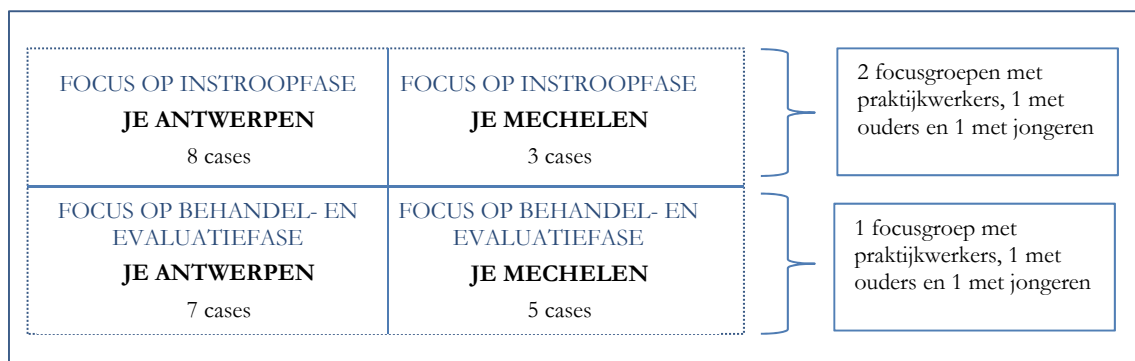 FOCUS OP INSTROOPFASE
JE ANTWERPEN
8 cases
FOCUS OP INSTROOPFASE
JE MECHELEN
3 cases
2 focusgroepen met
praktijkwerkers, 1 met
ouders en 1 met jongeren
FOCUS OP BEHANDEL- EN
EVALUATIEFASE
JE ANTWERPEN
7 cases
FOCUS OP BEHANDEL- EN
EVALUATIEFASE
JE MECHELEN
5 cases
1 focusgroep met
praktijkwerkers, 1 met
ouders en 1 met jongeren